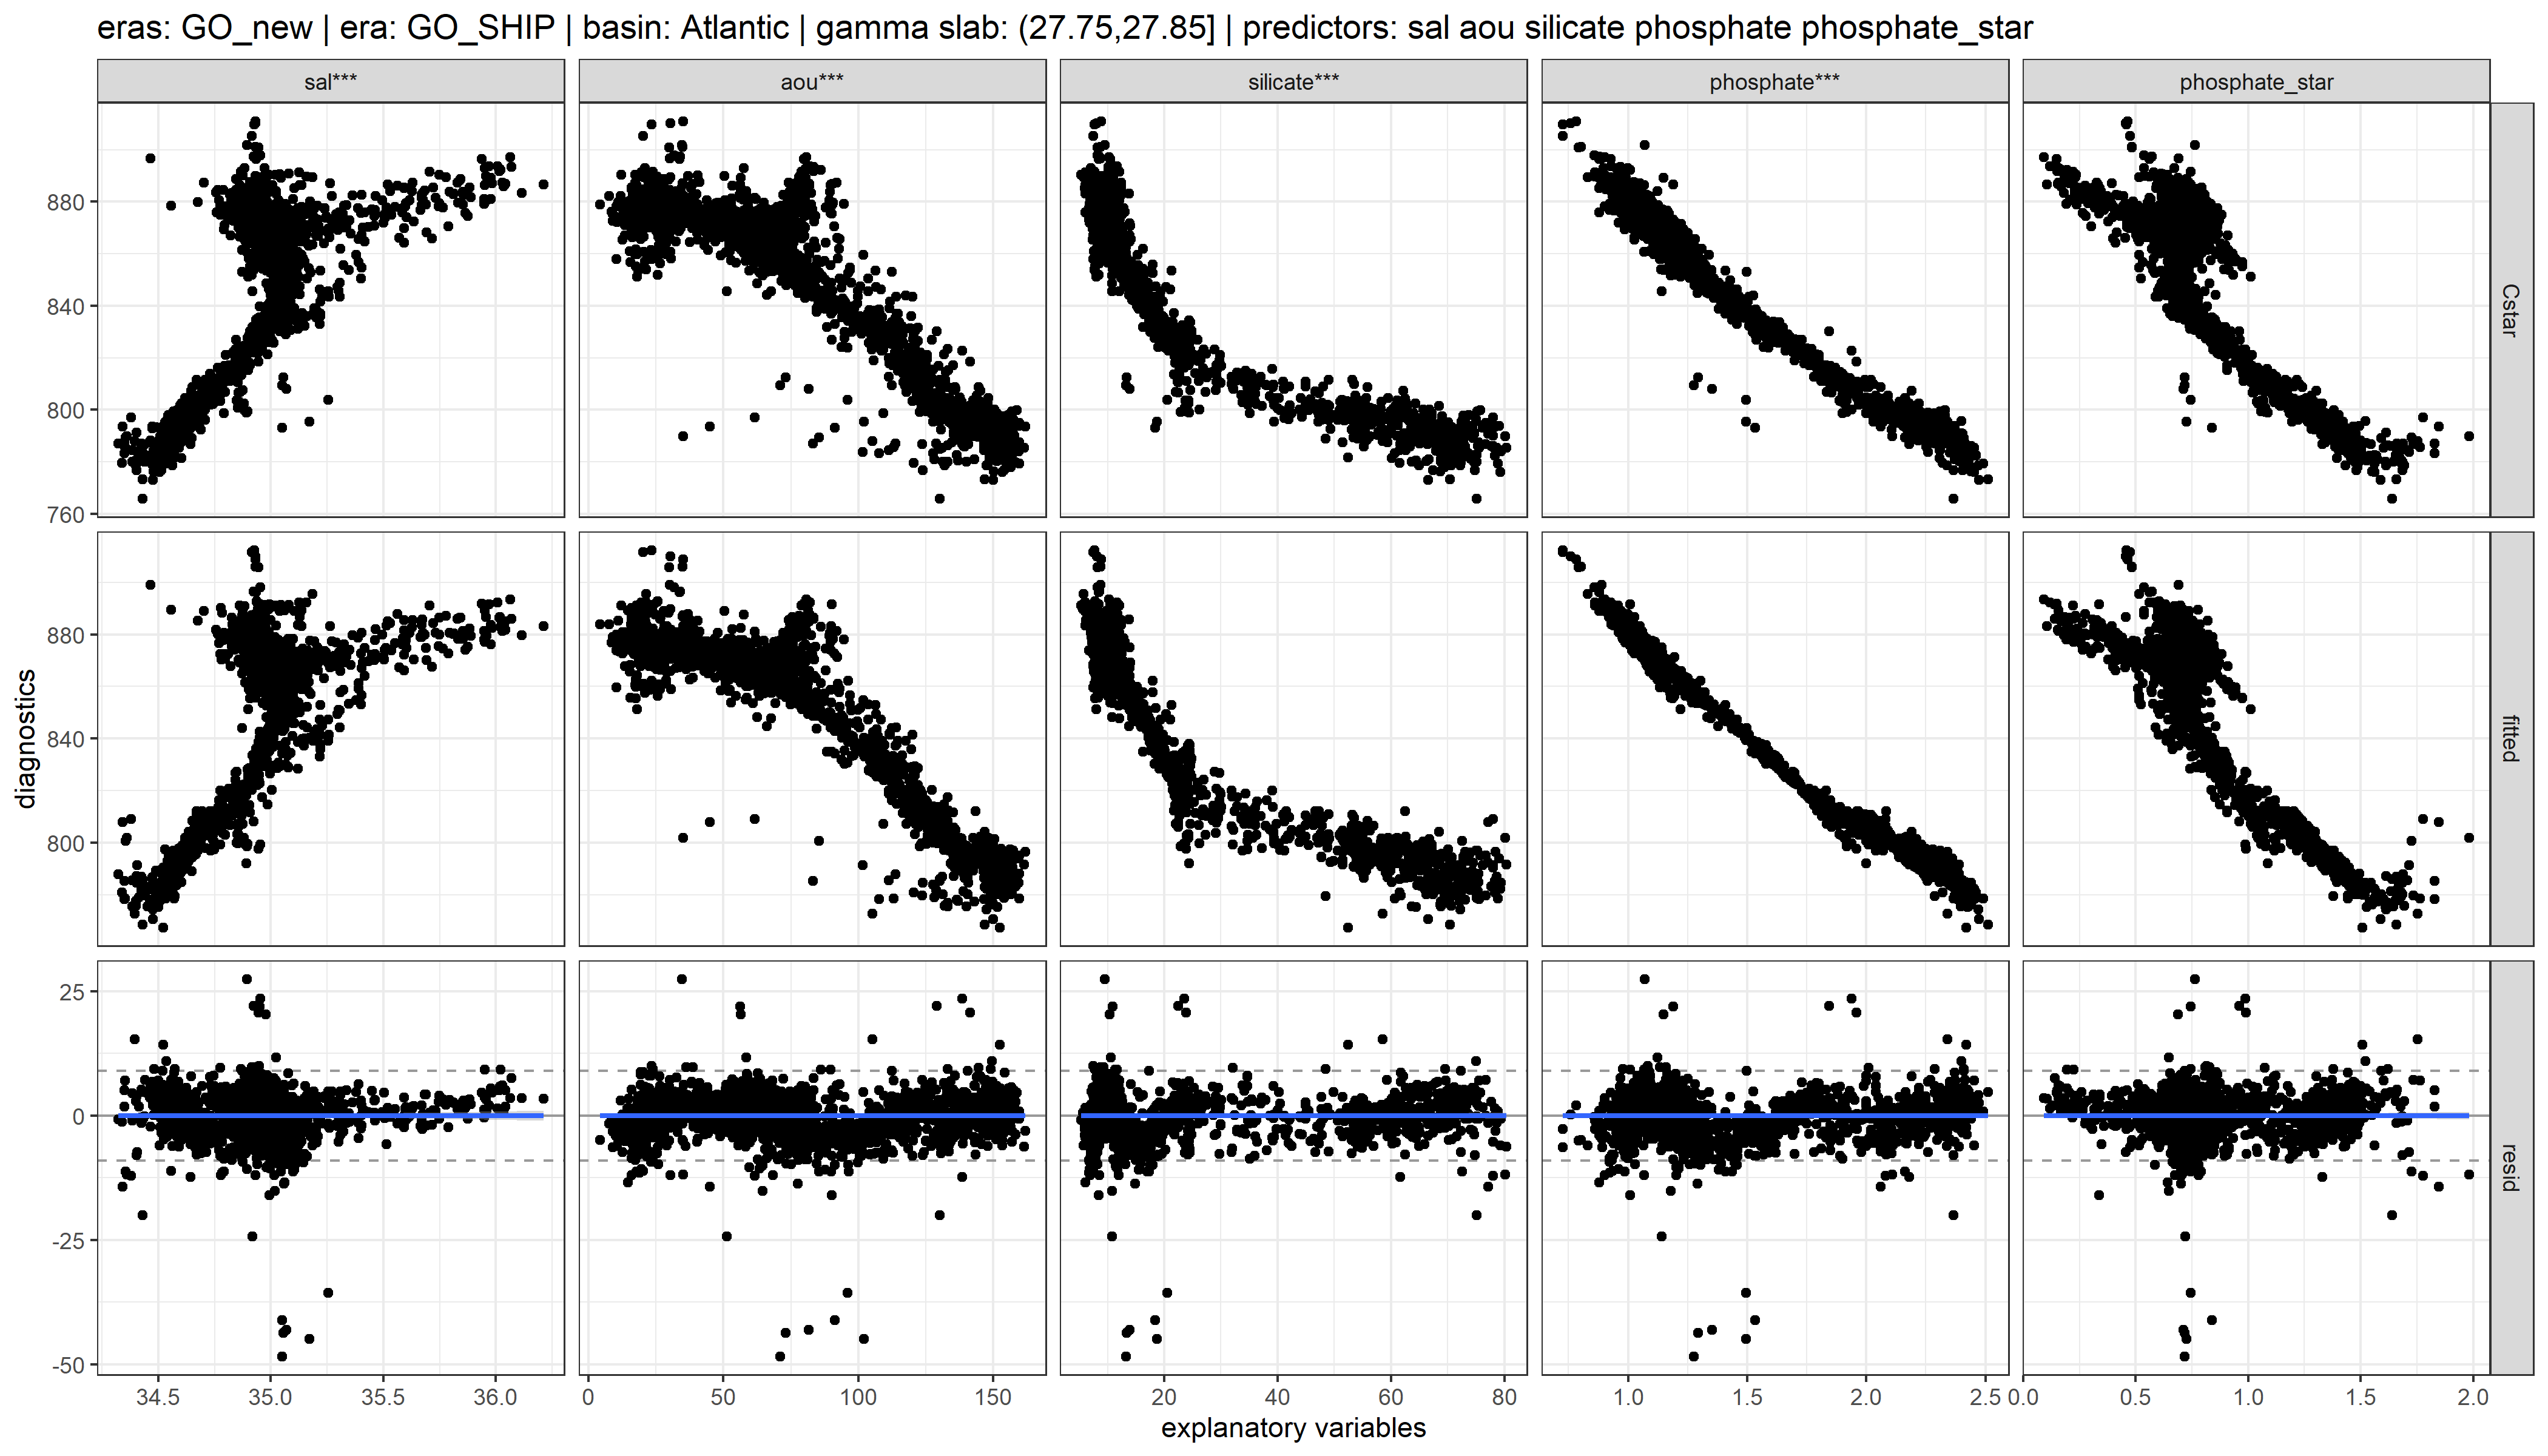 eras: GO_new | era: GO_SHIP | basin: Atlantic | gamma slab: (27.75,27.85] | predictors: sal aou silicate phosphate phosphate_star
sal*** aou*** silicate*** phosphate*** phosphate_star
880
840
800
760
Cstar
diagnostics
880
840
800
fitted
25
0
-25
-50
resid
34.5 35.0 35.5 36.0 0 50 100 150 20 40 60 80 1.0 1.5 2.0 2.5 0.0 0.5 1.0 1.5 2.0
explanatory variables